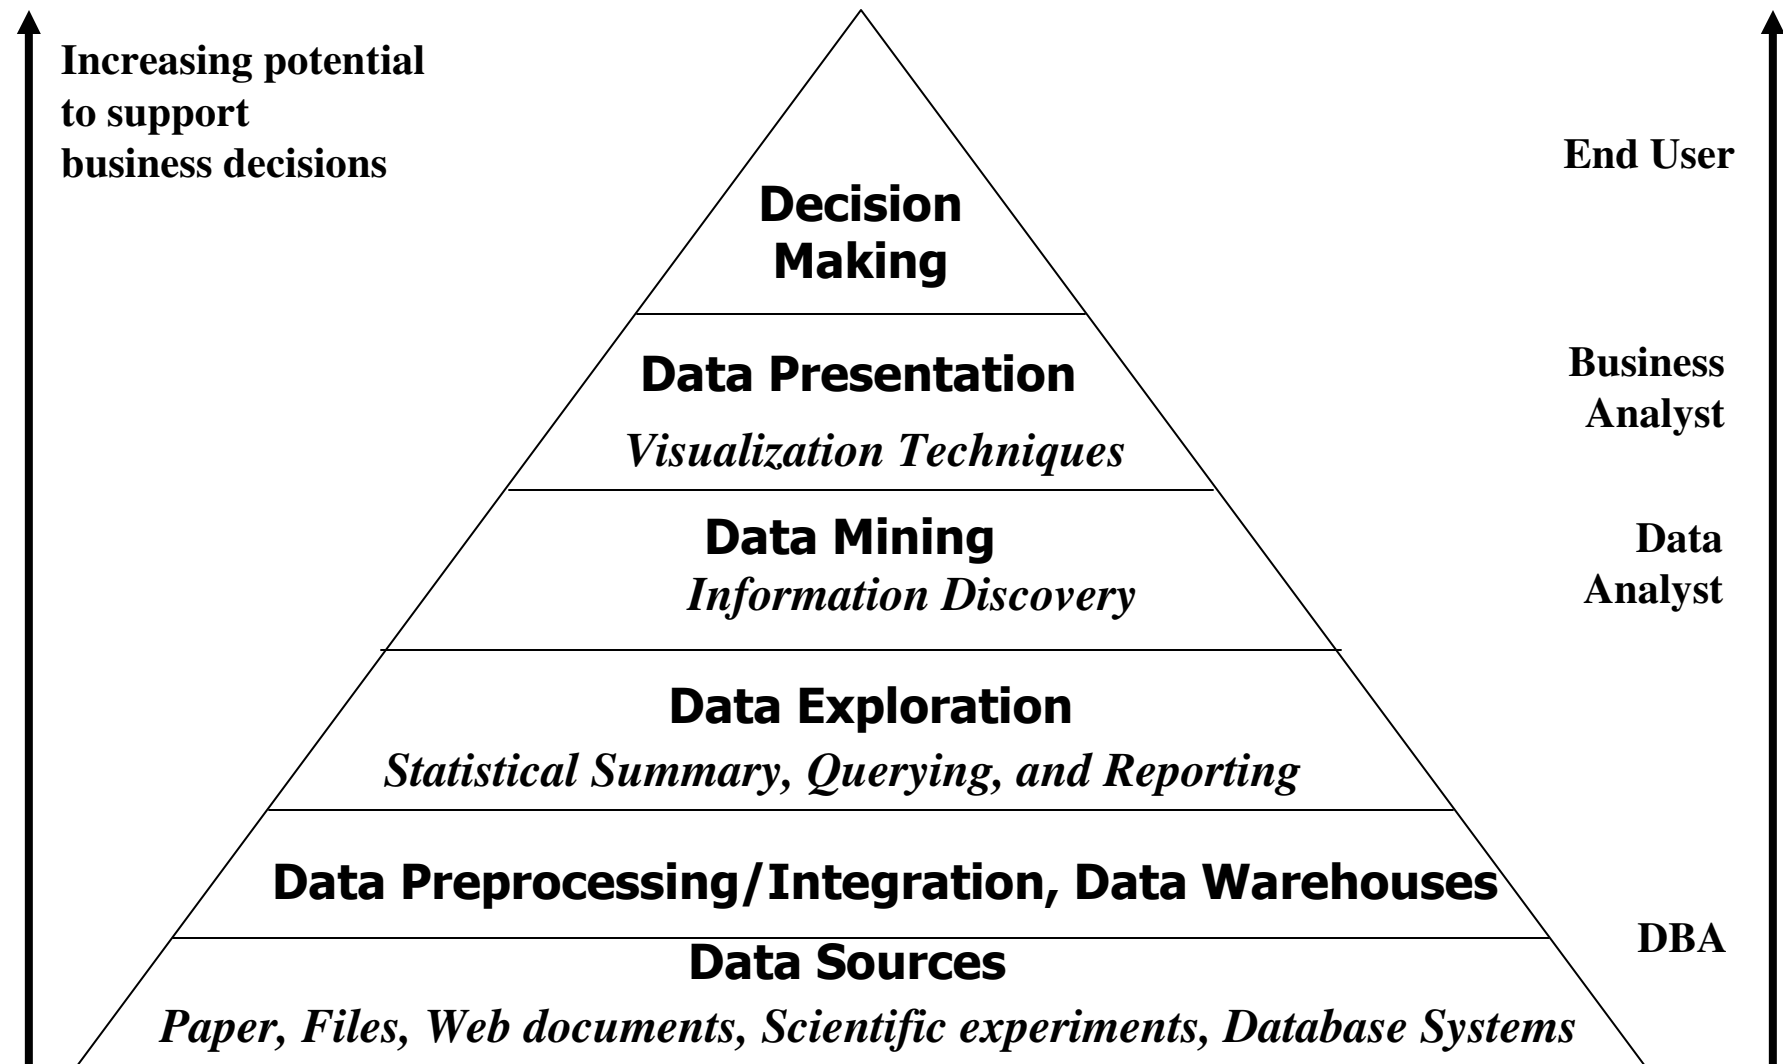 Increasing potential
to support
business decisions
End User
Decision
Making
Business
Analyst
Data Presentation
Visualization Techniques
Data Mining
Information Discovery
Data
Analyst
Data Exploration
Statistical Summary, Querying, and Reporting
Data Preprocessing/Integration, Data Warehouses
DBA
Data Sources
Paper, Files, Web documents, Scientific experiments, Database Systems